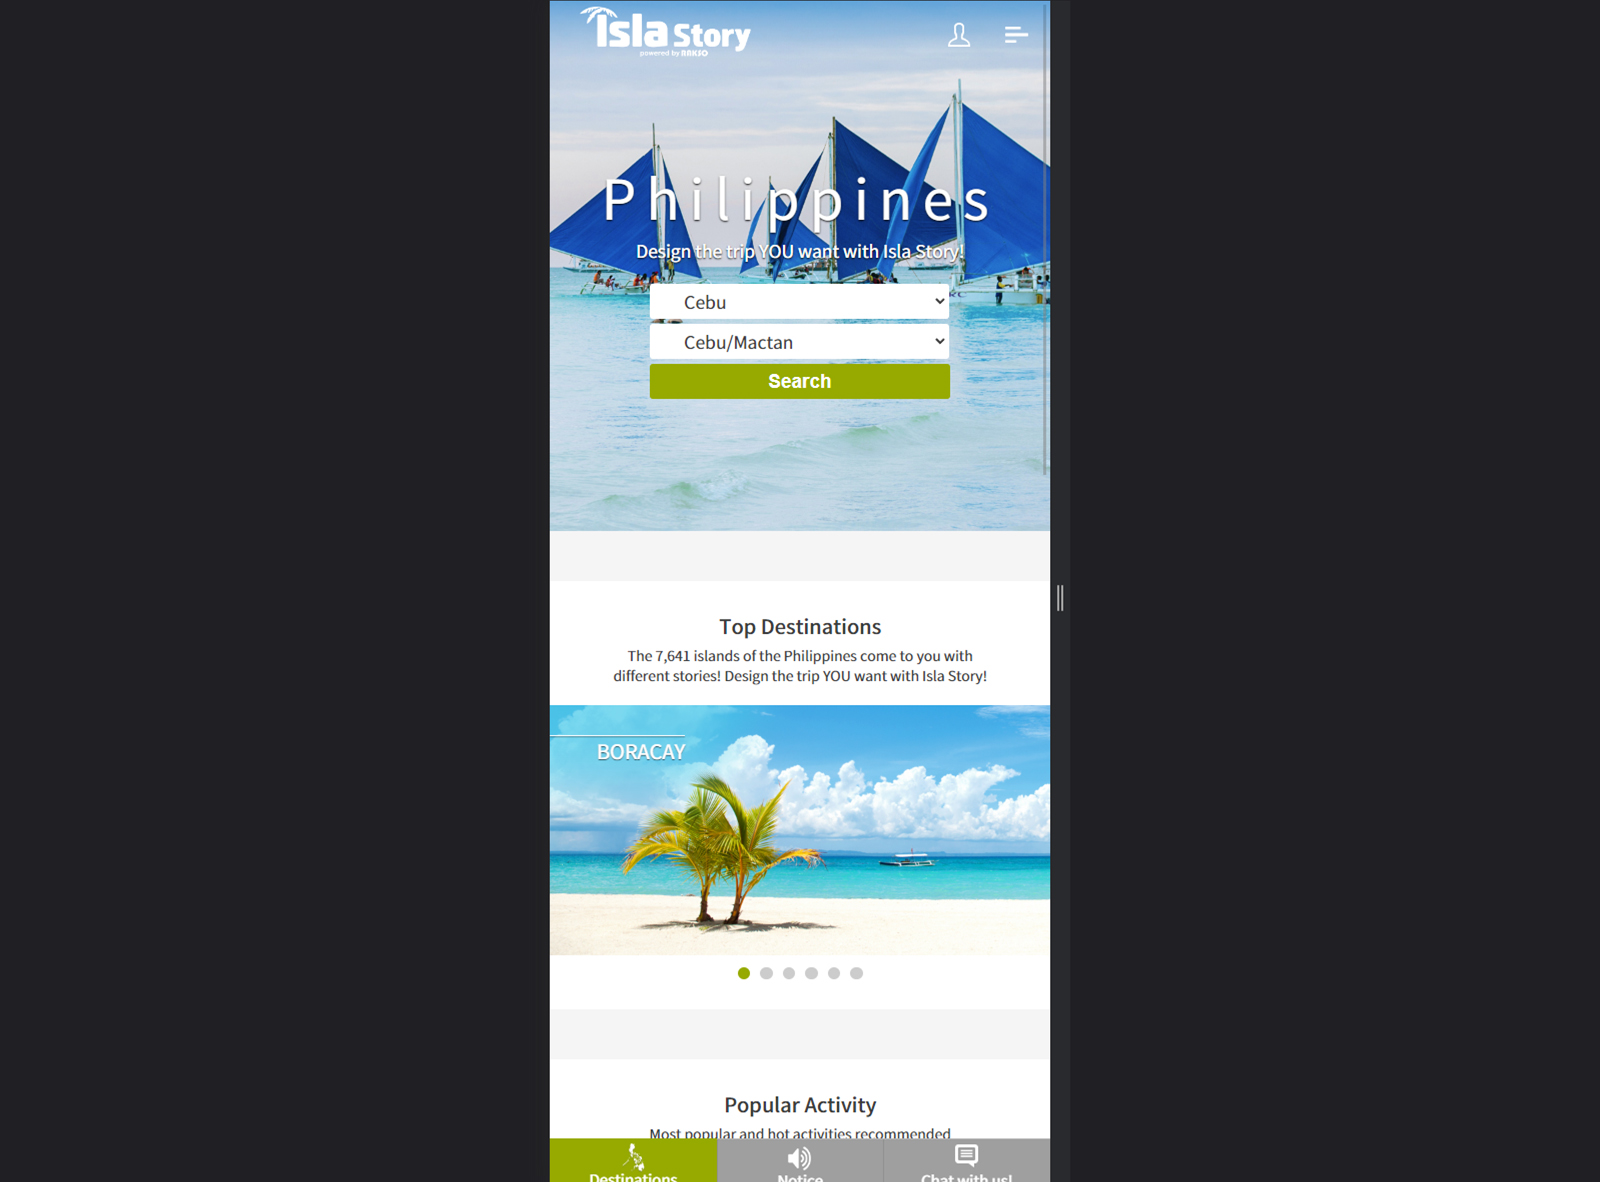 Isla Story
powered by RAKSO
Philippines
Design the trip YOU want with Isla Story!
Cebu
Cebu/Mactan
Search
Top Destinations
The 7,641 islands of the Philippines come to you with
different stories! Design the trip YOU want with Isla Story!
BORACAY
Popular Activity
Most popular and hot activities recommended
Destinations
Notice
Chat with us!